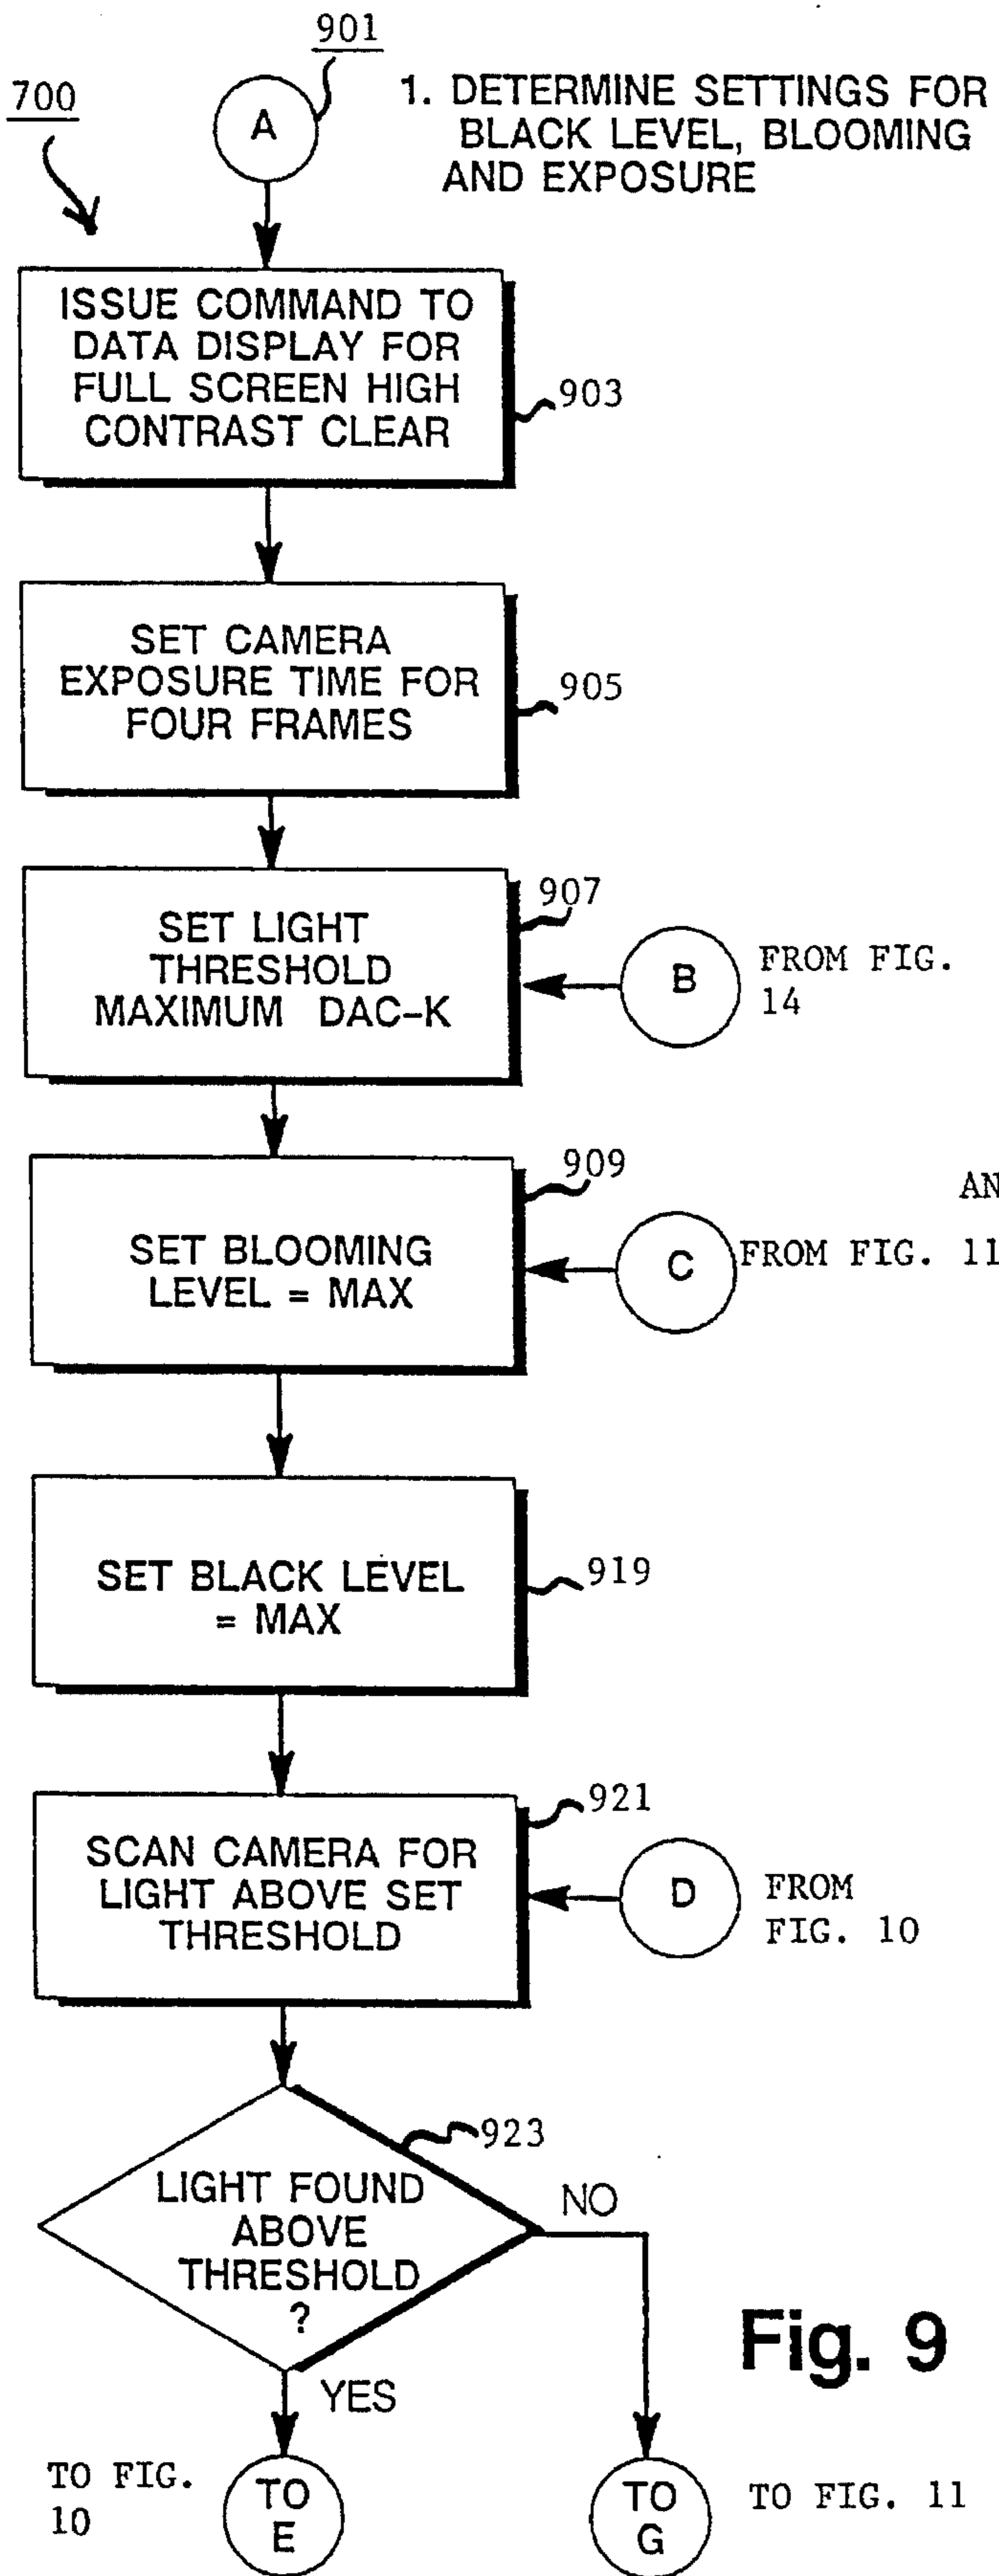 901
700
A
1. DETERMINE SETTINGS FOR
BLACK LEVEL, BLOOMING
AND EXPOSURE
ISSUE COMMAND TO
DATA DISPLAY FOR
FULL SCREEN HIGH
CONTRAST CLEAR
903
SET CAMERA
EXPOSURE TIME FOR
FOUR FRAMES
905
907
SET LIGHT
THRESHOLD
MAXIMUM DAC-K
B
FROM FIG.
14
909
SET BLOOMING
LEVEL = MAX
C
AN
FROM FIG. 11
SET BLACK LEVEL
= MAX
919
921
SCAN CAMERA FOR
LIGHT ABOVE SET
THRESHOLD
D
FROM
FIG. 10
923
LIGHT FOUND
ABOVE
THRESHOLD
?
NO
YES
Fig. 9
TO FIG.
10
TO
E
TO
G
TO FIG. 11